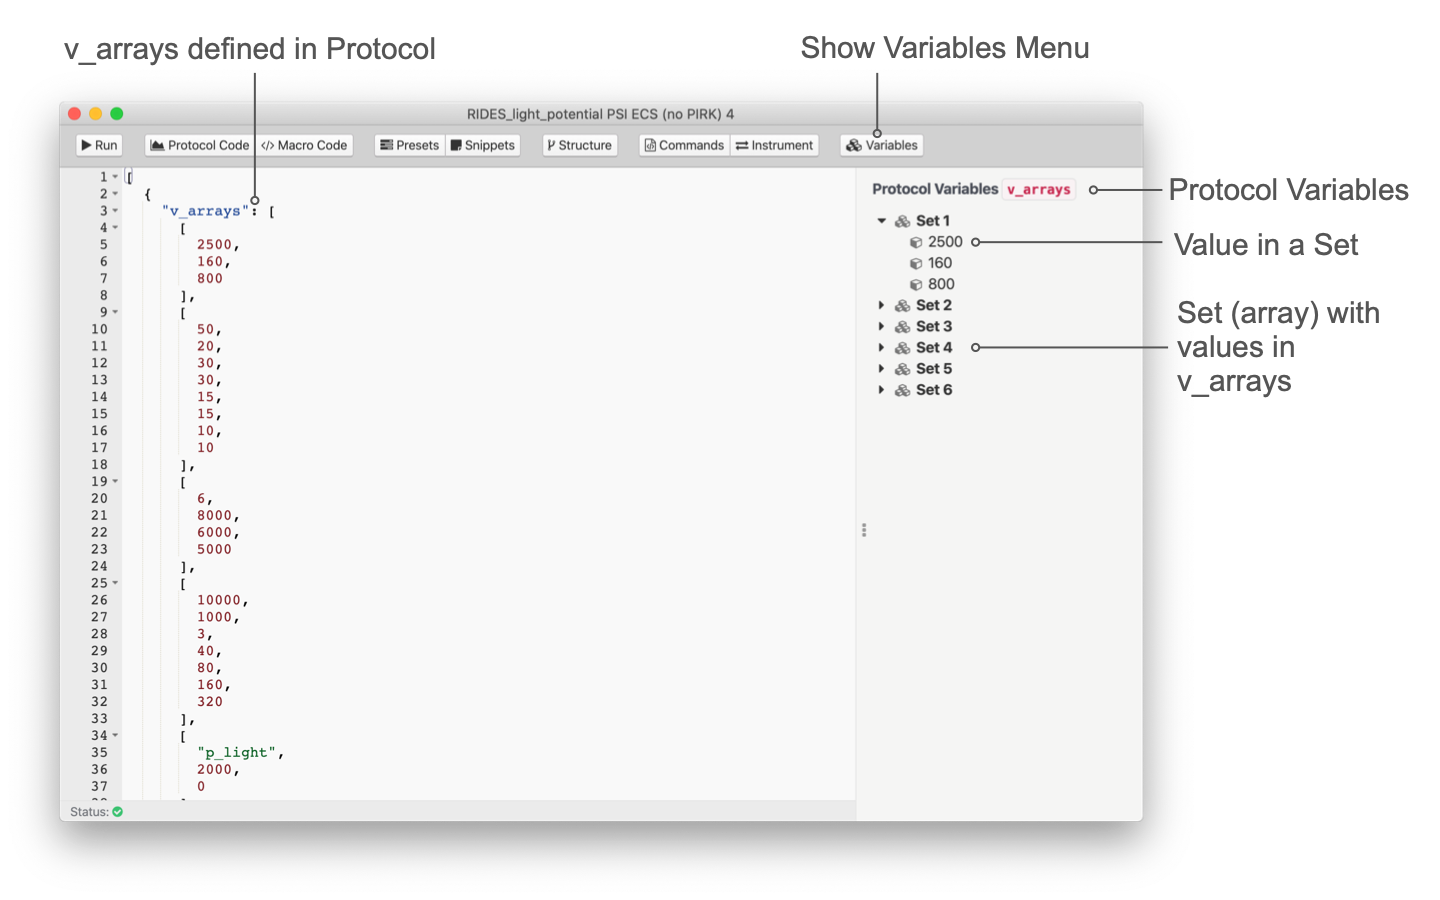 v_arrays defined in Protocol
Show Variables Menu
RIDES_light_potential PSI ECS (no PIRK) 4
Run
Protocol Code
</> Macro Code
Presets
Snippets
Structure
Commands
Instrument
Variables
1 [
2 {
3 "v_arrays": [
4 [
5 2500,
6 160,
7 800
8 ],
9 [
10 50,
11 20,
12 30,
13 30,
14 15,
15 15,
16 10,
17 10
18 ],
19 [
20 6,
21 8000,
22 6000,
23 5000
24 ],
25 [
26 10000,
27 1000,
28 3,
29 40,
30 80,
31 160,
32 320
33 ],
34 [
35 "p_light",
36 2000,
37 0
Status:
Protocol Variables v_arrays
Set 1
2500
160
800
Set 2
Set 3
Set 4
Set 5
Set 6
Protocol Variables
Value in a Set
Set (array) with
values in
v_arrays